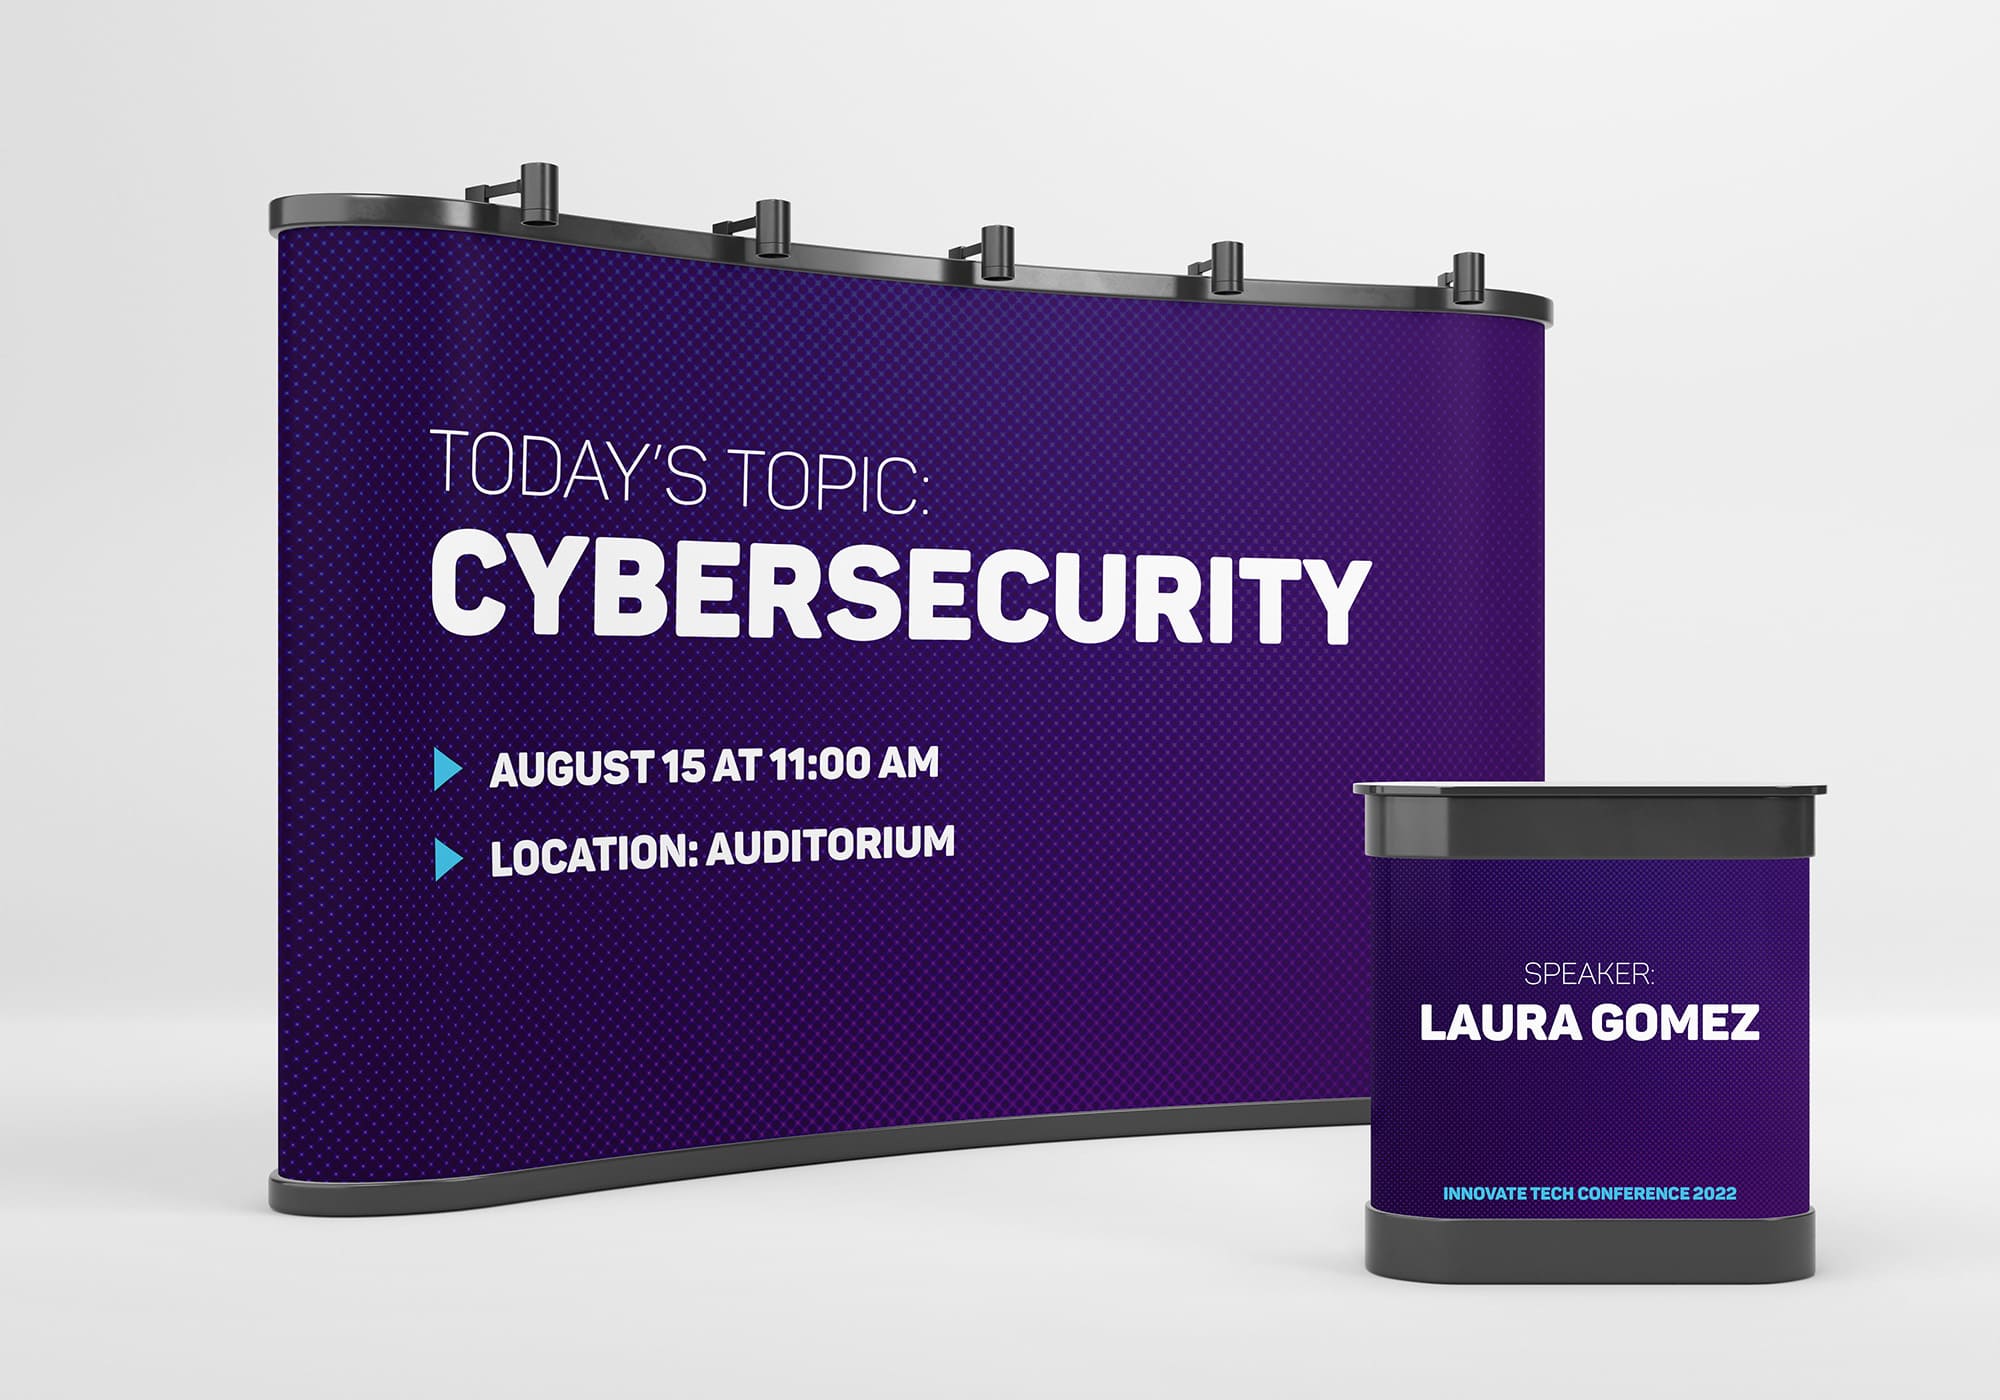 TODAY'S TOPIC:
CYBERSECURITY
AUGUST 15 AT 11:00 AM
LOCATION: AUDITORIUM
SPEAKER:
LAURA GOMEZ
INNOVATE TECH CONFERENCE 2022